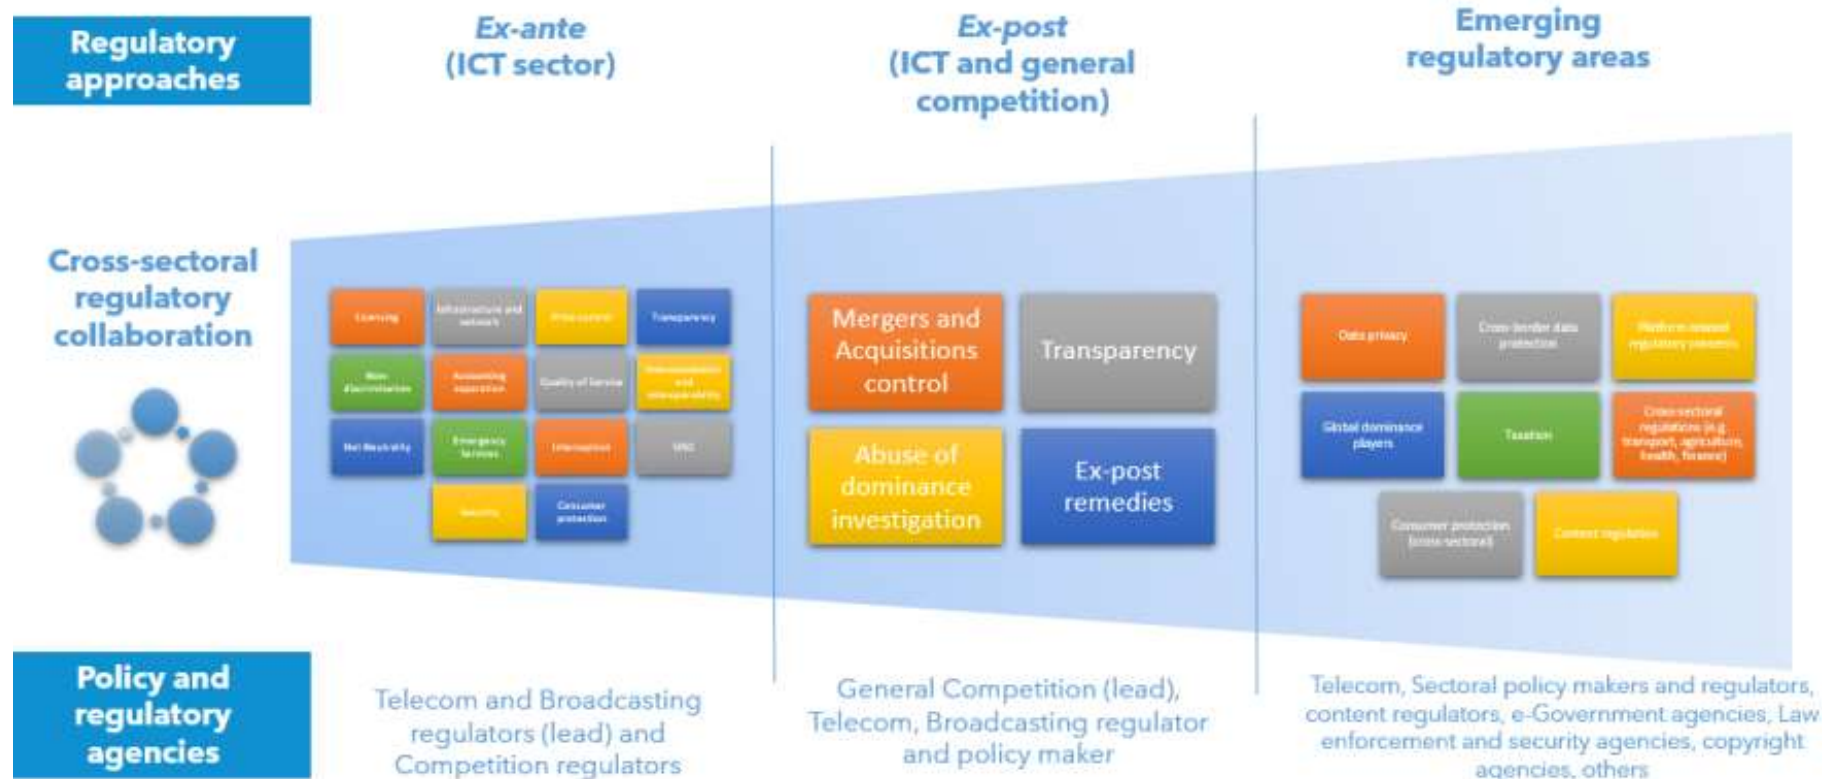 Regulatory
approaches
Ex-ante
(ICT sector)
Ex-post
(ICT and general
competition)
Emerging
regulatory areas
Cross-sectoral
regulatory
collaboration
Licensing
Infrastructure and
network
Price control
Transparency
Non-
discrimination
Accounting
separation
Quality of Service
and
interoperability
Net Neutrality
Emergency
Services
Interception
Security
Consumer
protection
Mergers and
Acquisitions
control
Transparency
Abuse of
dominance
investigation
Ex-post
remedies
Data privacy
Cross-border data
protection
Platform-related
regulatory
Global dominance
players
Taxation
Cross-sectoral
regulations (e.g.
transport, agriculture,
health, finance)
Consumer protection
(cross-sectoral)
Content regulation
Policy and
regulatory
agencies
Telecom and Broadcasting
regulators (lead) and
Competition regulators
General Competition (lead),
Telecom, Broadcasting regulator
and policy maker
Telecom, Sectoral policy makers and regulators,
content regulators, e-Government agencies, Law
enforcement and security agencies, copyright
agencies, others